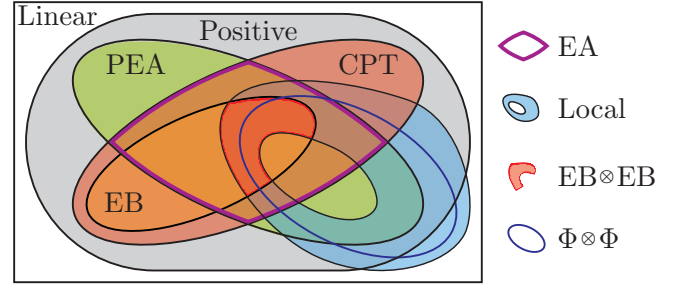 Linear
Positive
PEA
CPT
EB
EA
Local
EB⊗EB
Φ⊗Φ